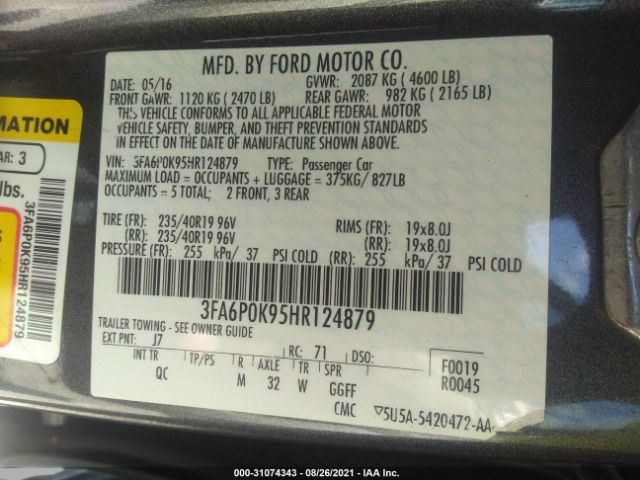 MFD. BY FORD MOTOR CO.
DATE: 05/16 GVWR: 2087 KG ( 4600 LB)
FRONT GAWR: 1120 KG ( 2470 LB) REAR GAWR: 982 KG ( 2165 LB)
THIS VEHICLE CONFORMS TO ALL APPLICABLE FEDERAL MOTOR
VEHICLE SAFETY, BUMPER, AND THEFT PREVENTION STANDARDS
IN EFFECT ON THE DATE OF MANUFACTURE SHOWN ABOVE.
VIN: 3FA6P0K95HR124879 TYPE: Passenger Car
MAXIMUM LOAD = OCCUPANTS + LUGGAGE = 375KG/ 827LB
OCCUPANTS = 5 TOTAL; 2 FRONT, 3 REAR
TIRE (FR): 235/40R19 96V RIMS (FR): 19x8.0J
(RR): 235/40R19 96V (RR): 19x8.0J
PRESSURE (FR): 255 kPa/ 37 PSI COLD (RR): 255 kPa/ 37 PSI COLD
3FA6P0K95HR124879
TRAILER TOWING - SEE OWNER GUIDE
EXT PNT: J7 RC: 71 DSO: F0019
INT TR TP/PS R AXLE TR SPR R0045
QC M 32 W GGFF
CMC ▽5U5A-5420472-AA
MATION
AR: 3
lbs.
3FA6P0K95HR124879
000-31074343 | 08/26/2021 | IAA Inc.